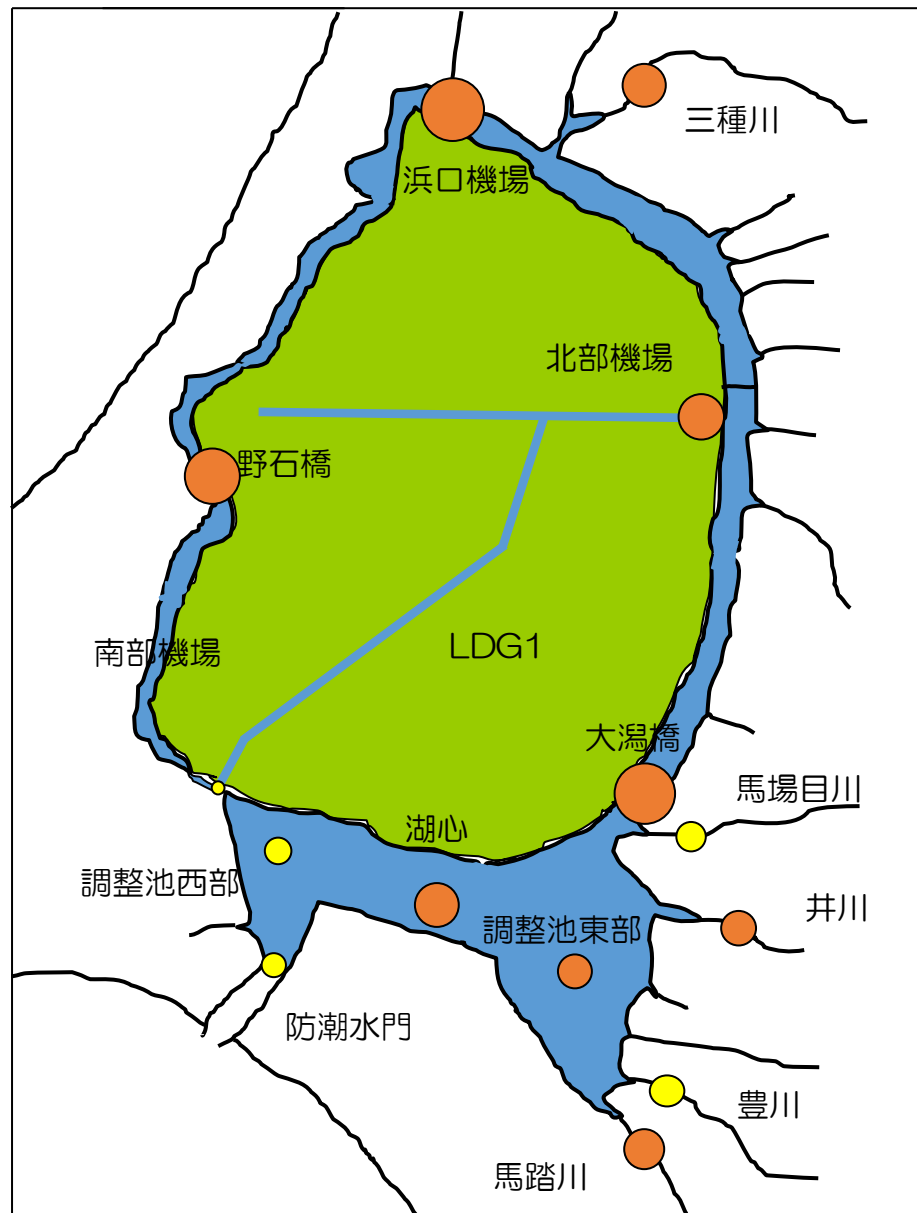 三種川
浜口機場
北部機場
野石橋
南部機場
LDG1
大潟橋
馬場目川
湖心
調整池西部
井川
調整池東部
防潮水門
豊川
馬踏川